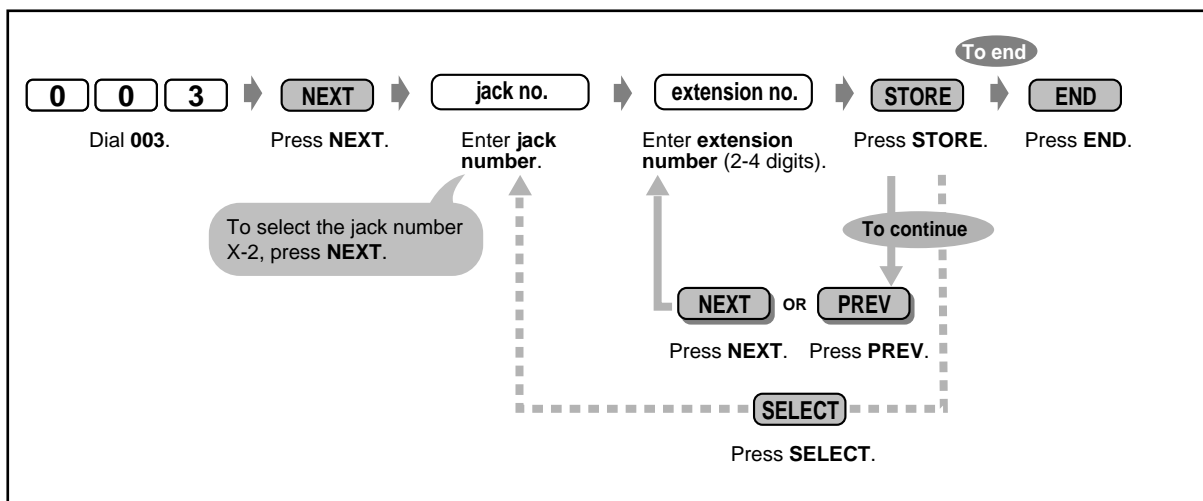 To end
0 0 3 NEXT jack no. extension no. STORE END
Dial 003. Press NEXT. Enter jack number. Enter extension number (2-4 digits). Press STORE. Press END.
To select the jack number
X-2, press NEXT.
To continue
NEXT OR PREV
Press NEXT. Press PREV.
SELECT
Press SELECT.